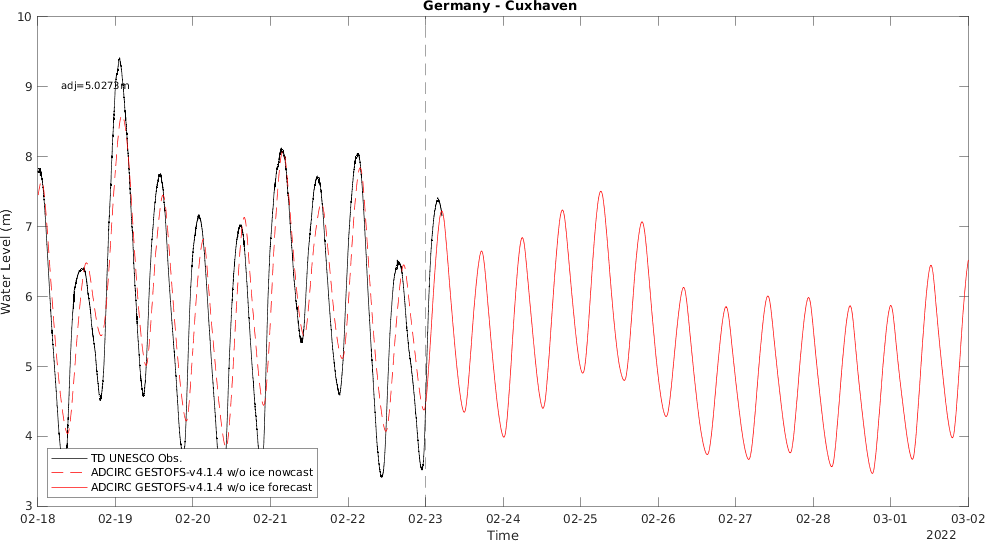 Germany - Cuxhaven
10
9
8
7
6
5
4
3
Water Level (m)
adj=5.0273m
TD UNESCO Obs.
ADCIRC GESTOFS-v4.1.4 w/o ice nowcast
ADCIRC GESTOFS-v4.1.4 w/o ice forecast
02-18 02-19 02-20 02-21 02-22 02-23 02-24 02-25 02-26 02-27 02-28 03-01 03-02
Time
2022